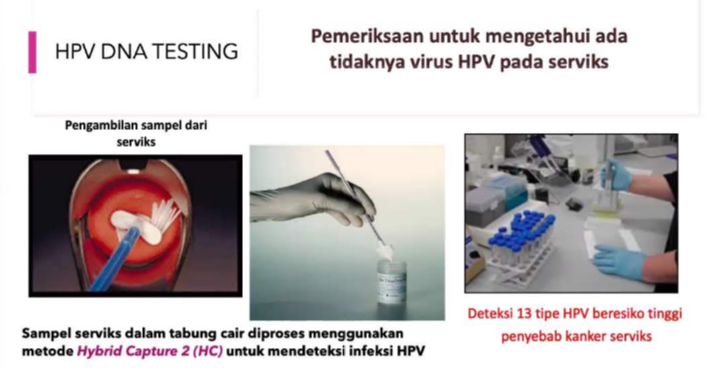 HPV DNA TESTING
Pemeriksaan untuk mengetahui ada
tidaknya virus HPV pada serviks
Pengambilan sampel dari
serviks
Sampel serviks dalam tabung cair diproses menggunakan
metode Hybrid Capture 2 (HC) untuk mendeteksi infeksi HPV
Deteksi 13 tipe HPV beresiko tinggi
penyebab kanker serviks